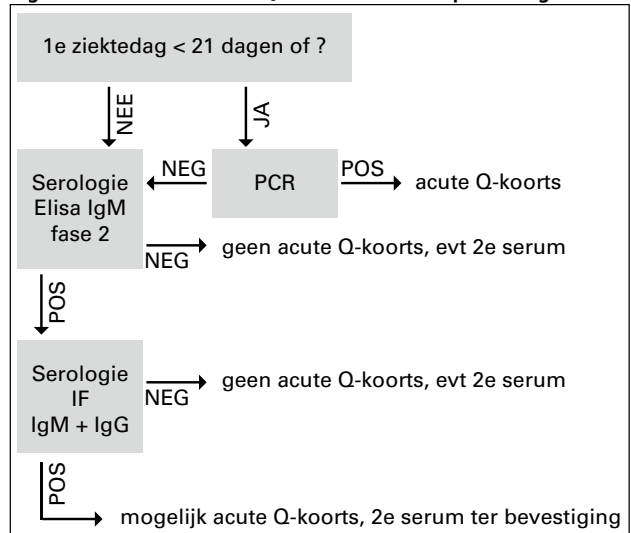 1e ziektedag < 21 dagen of ?
NEE
JA
Serologie
Elisa IgM
fase 2
NEG
PCR
POS
acute Q-koorts
NEG
geen acute Q-koorts, evt 2e serum
POS
Serologie
IF
IgM + IgG
NEG
geen acute Q-koorts, evt 2e serum
POS
mogelijk acute Q-koorts, 2e serum ter bevestiging